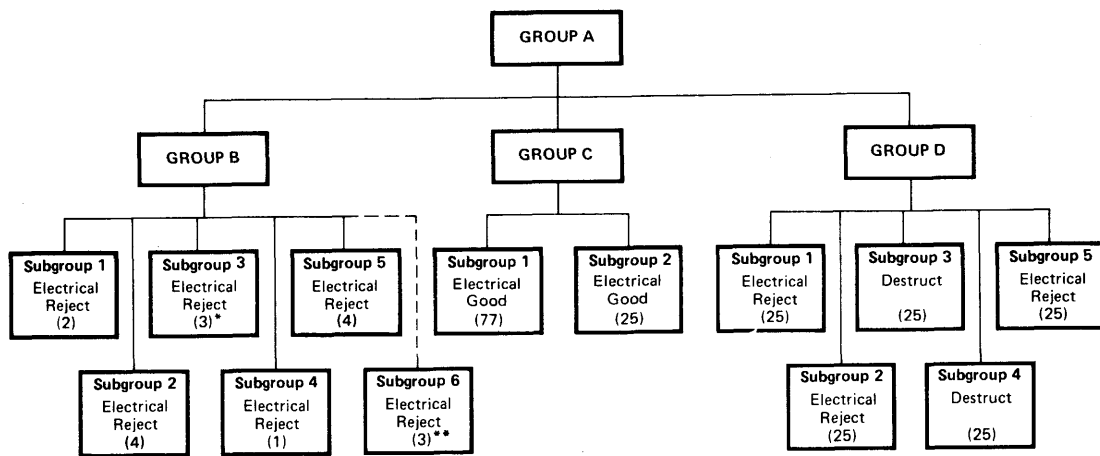 GROUP A
GROUP B
GROUP C
GROUP D
Subgroup 1
Electrical
Reject
(2)
Subgroup 2
Electrical
Reject
(4)
Subgroup 3
Electrical
Reject
(3)*
Subgroup 4
Electrical
Reject
(1)
Subgroup 5
Electrical
Reject
(4)
Subgroup 6
Electrical
Reject
(3)**
Subgroup 1
Electrical
Good
(77)
Subgroup 2
Electrical
Good
(25)
Subgroup 1
Electrical
Reject
(25)
Subgroup 2
Electrical
Reject
(25)
Subgroup 3
Destruct
(25)
Subgroup 4
Destruct
(25)
Subgroup 5
Electrical
Reject
(25)